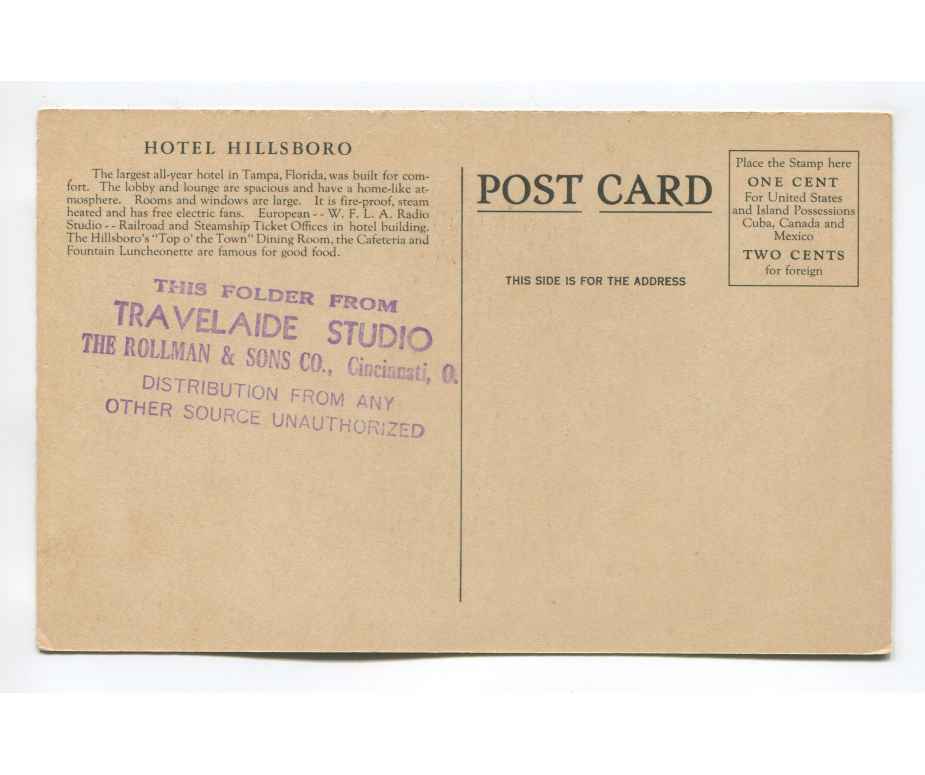 HOTEL HILLSBORO
The largest all-year hotel in Tampa, Florida, was built for com-
fort. The lobby and lounge are spacious and have a home-like at-
mosphere. Rooms and windows are large. It is fire-proof, steam
heated and has free electric fans. European -- W. F. L. A. Radio
Studio -- Railroad and Steamship Ticket Offices in hotel building.
The Hillsboro's "Top o' the Town" Dining Room, the Cafeteria and
Fountain Luncheonette are famous for good food.
THIS FOLDER FROM
TRAVELAIDE STUDIO
THE ROLLMAN & SONS CO., Cincinnati, O.
DISTRIBUTION FROM ANY
OTHER SOURCE UNAUTHORIZED
POST CARD
THIS SIDE IS FOR THE ADDRESS
Place the Stamp here
ONE CENT
For United States
and Island Possessions
Cuba, Canada and
Mexico
TWO CENTS
for foreign